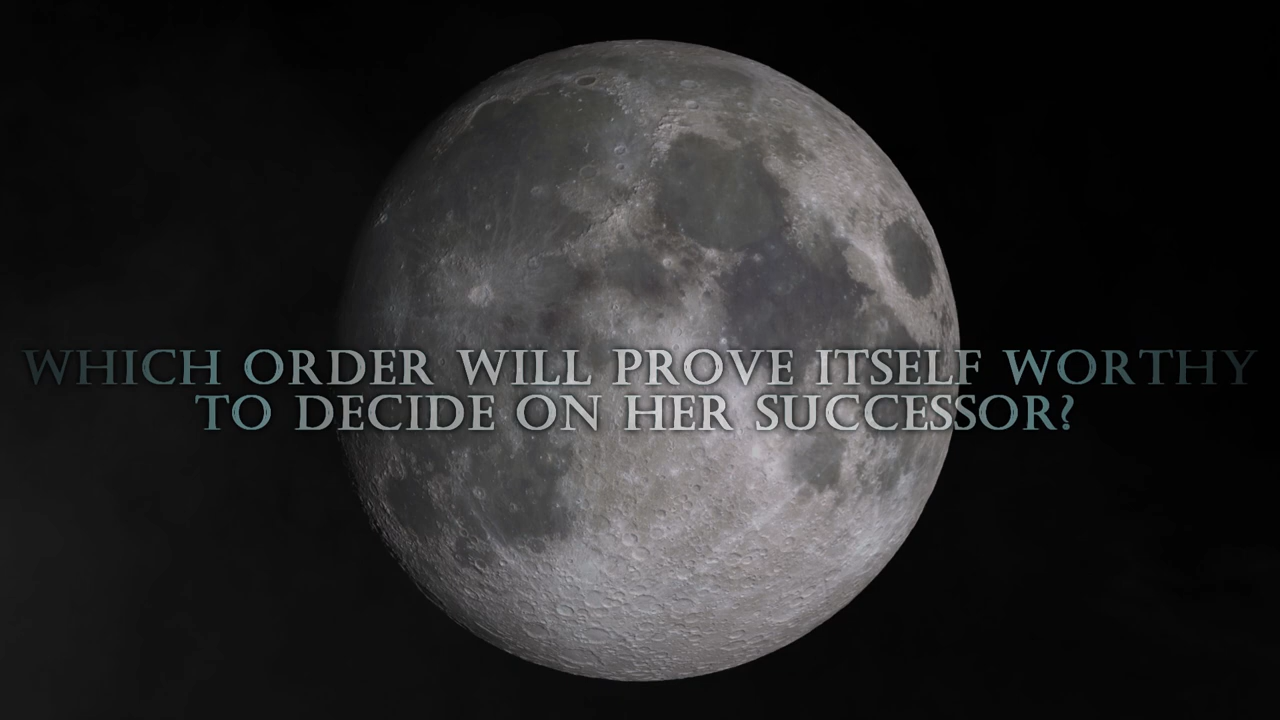 WHICH ORDER WILL PROVE ITSELF WORTHY
TO DECIDE ON HER SUCCESSOR?